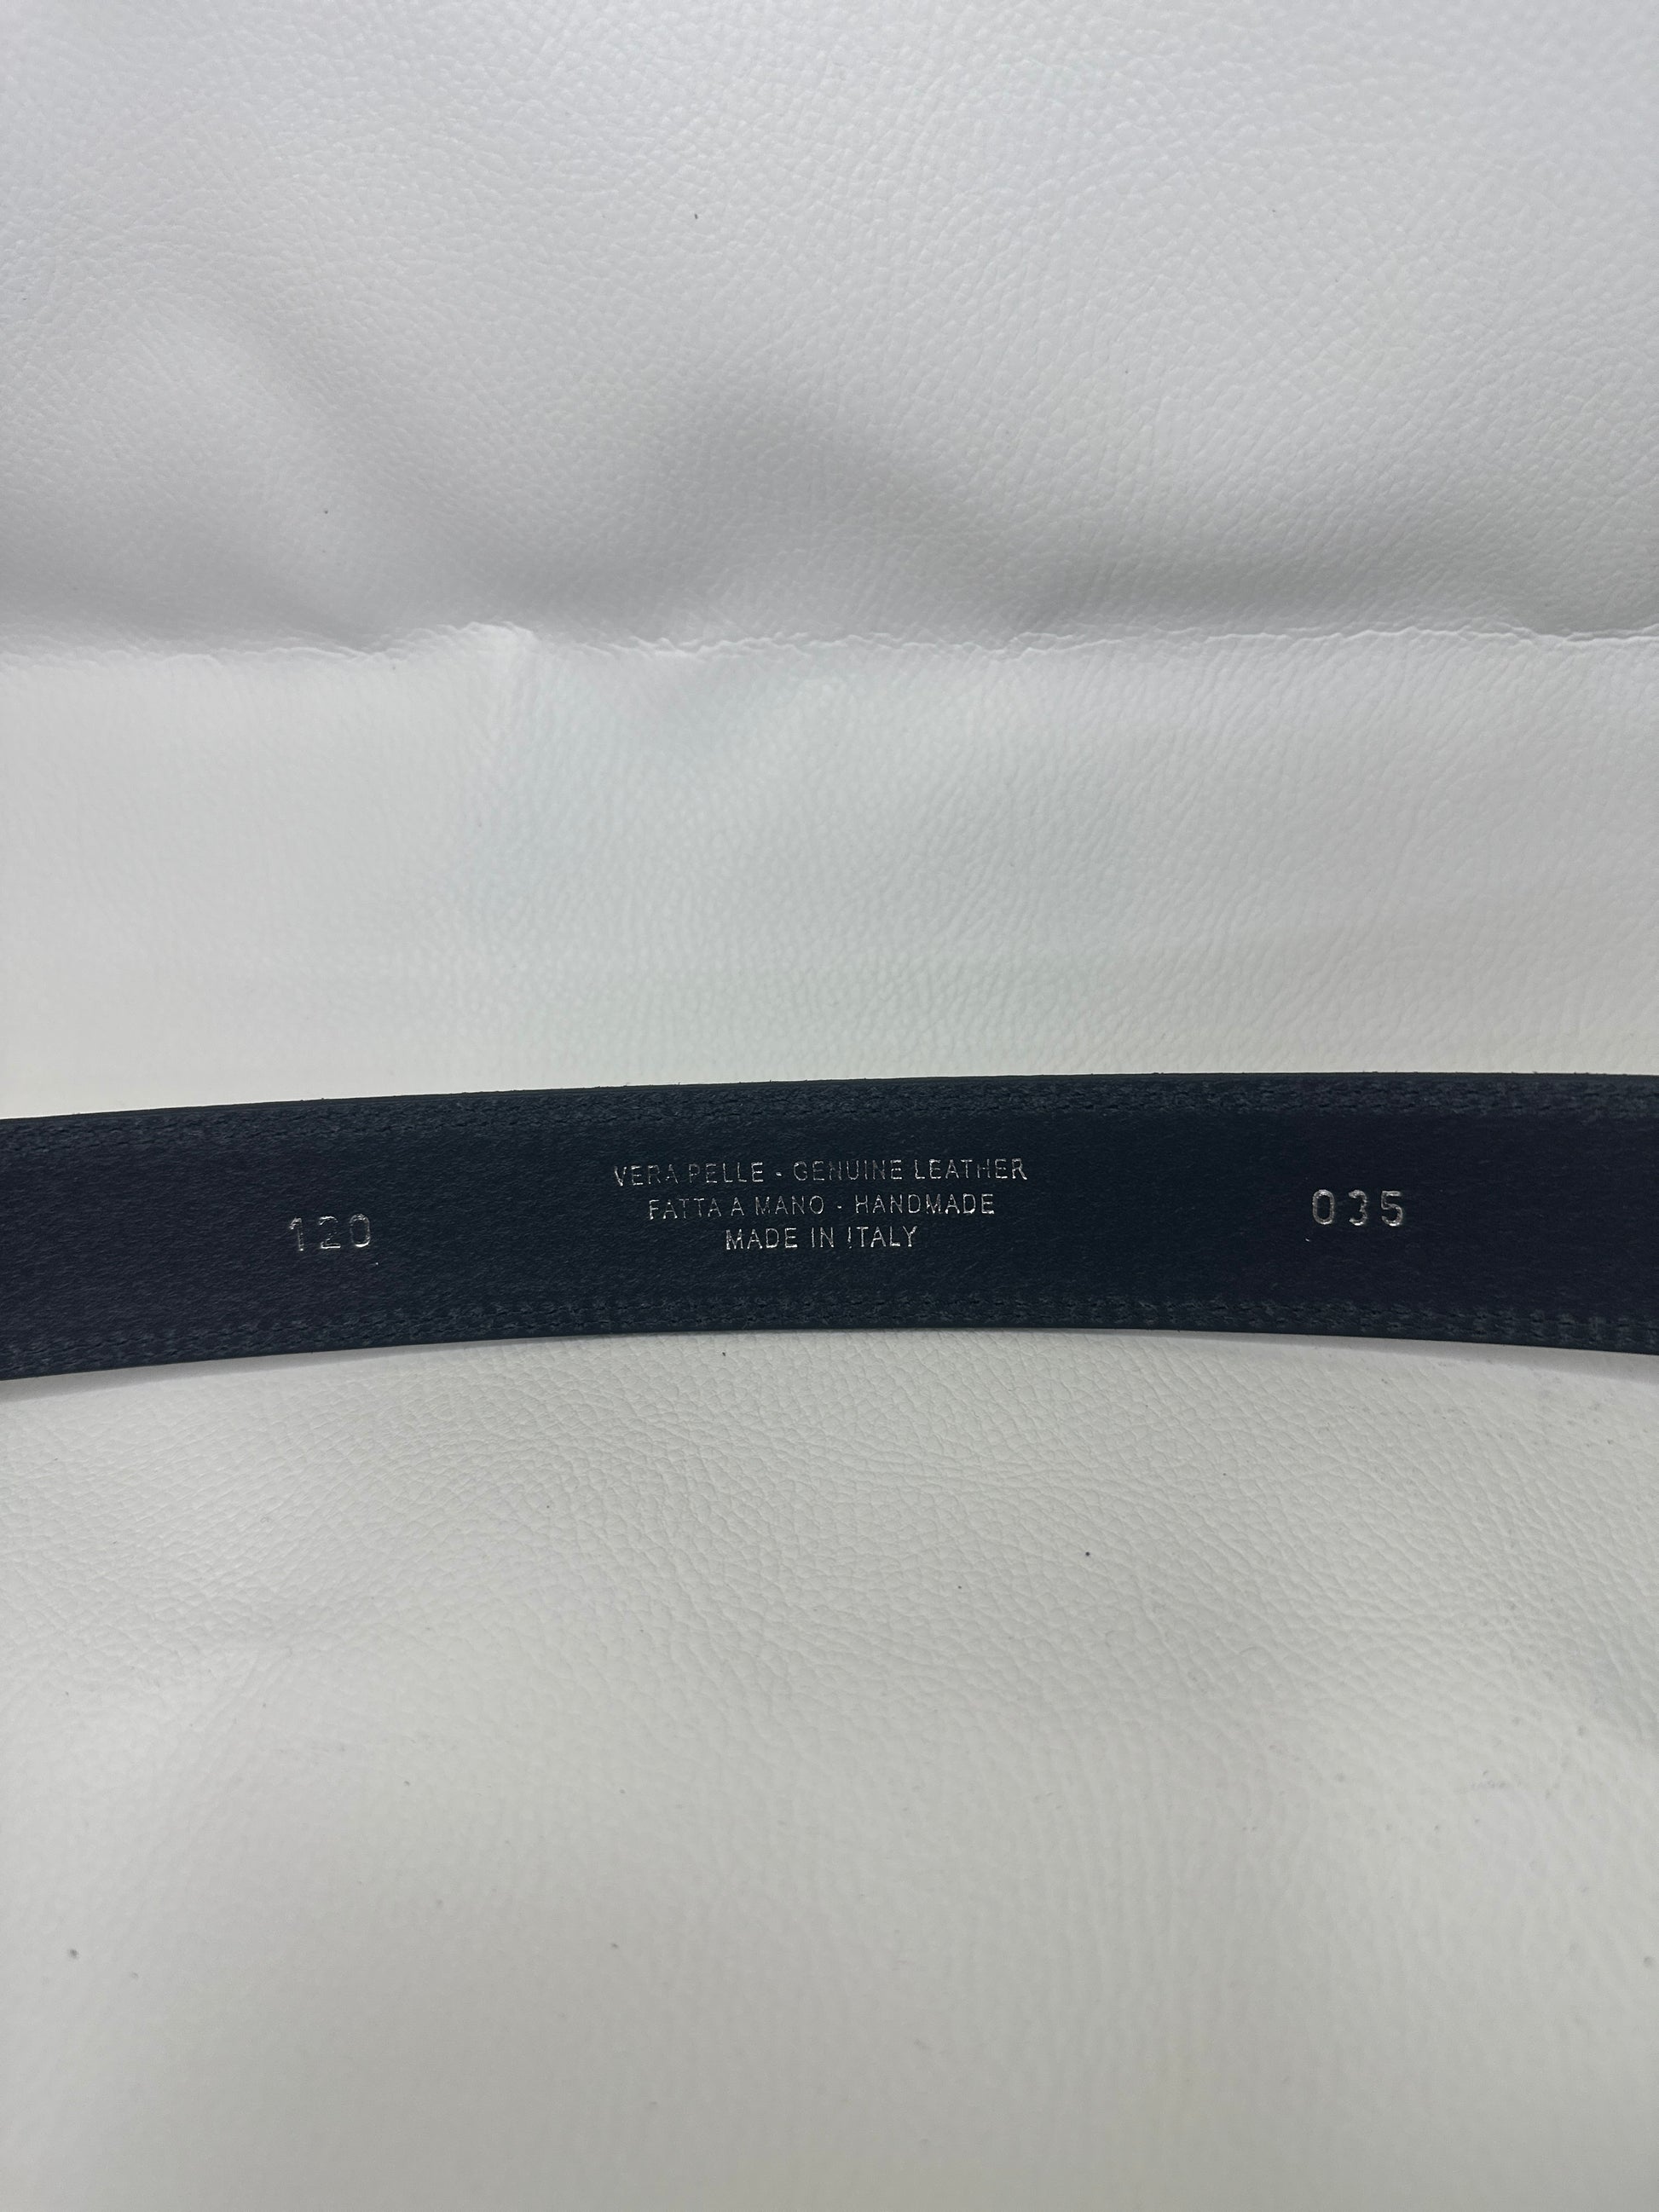 120
VERA PELLE - GENUINE LEATHER
FATTA A MANO - HANDMADE
MADE IN ITALY
035